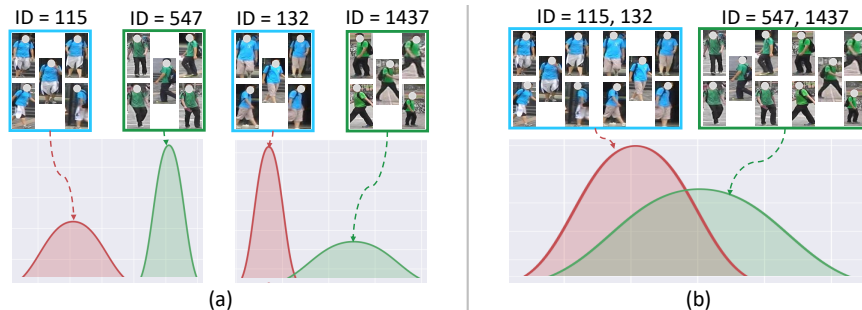 ID = 115
ID = 547
ID = 132
ID = 1437
ID = 115, 132
ID = 547, 1437
(a)
(b)